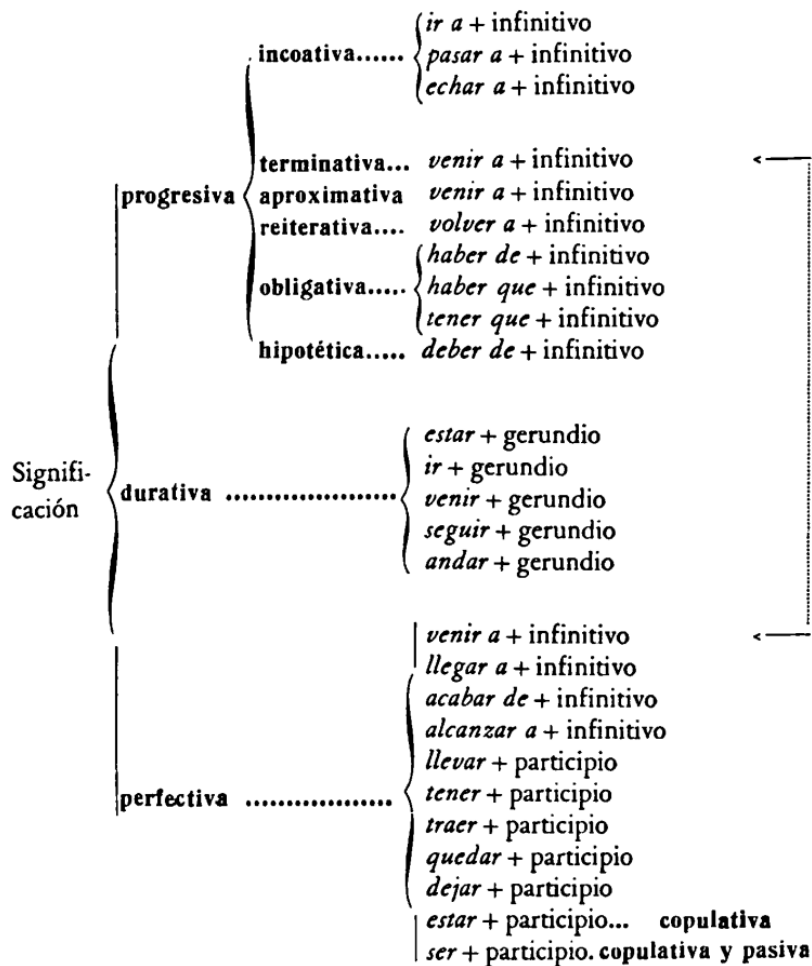 ir a + infinitivo
incoativa...... pasar a + infinitivo
echar a + infinitivo
terminativa... venir a + infinitivo
progresiva aproximativa venir a + infinitivo
reiterativa.... volver a + infinitivo
haber de + infinitivo
obligativa..... haber que + infinitivo
tener que + infinitivo
hipotética..... deber de + infinitivo
estar + gerundio
ir + gerundio
Signifi-
cación durativa ...................... venir + gerundio
seguir + gerundio
andar + gerundio
venir a + infinitivo
llegar a + infinitivo
acabar de + infinitivo
alcanzar a + infinitivo
llevar + participio
perfectiva ................... tener + participio
traer + participio
quedar + participio
dejar + participio
estar + participio... copulativa
ser + participio. copulativa y pasiva